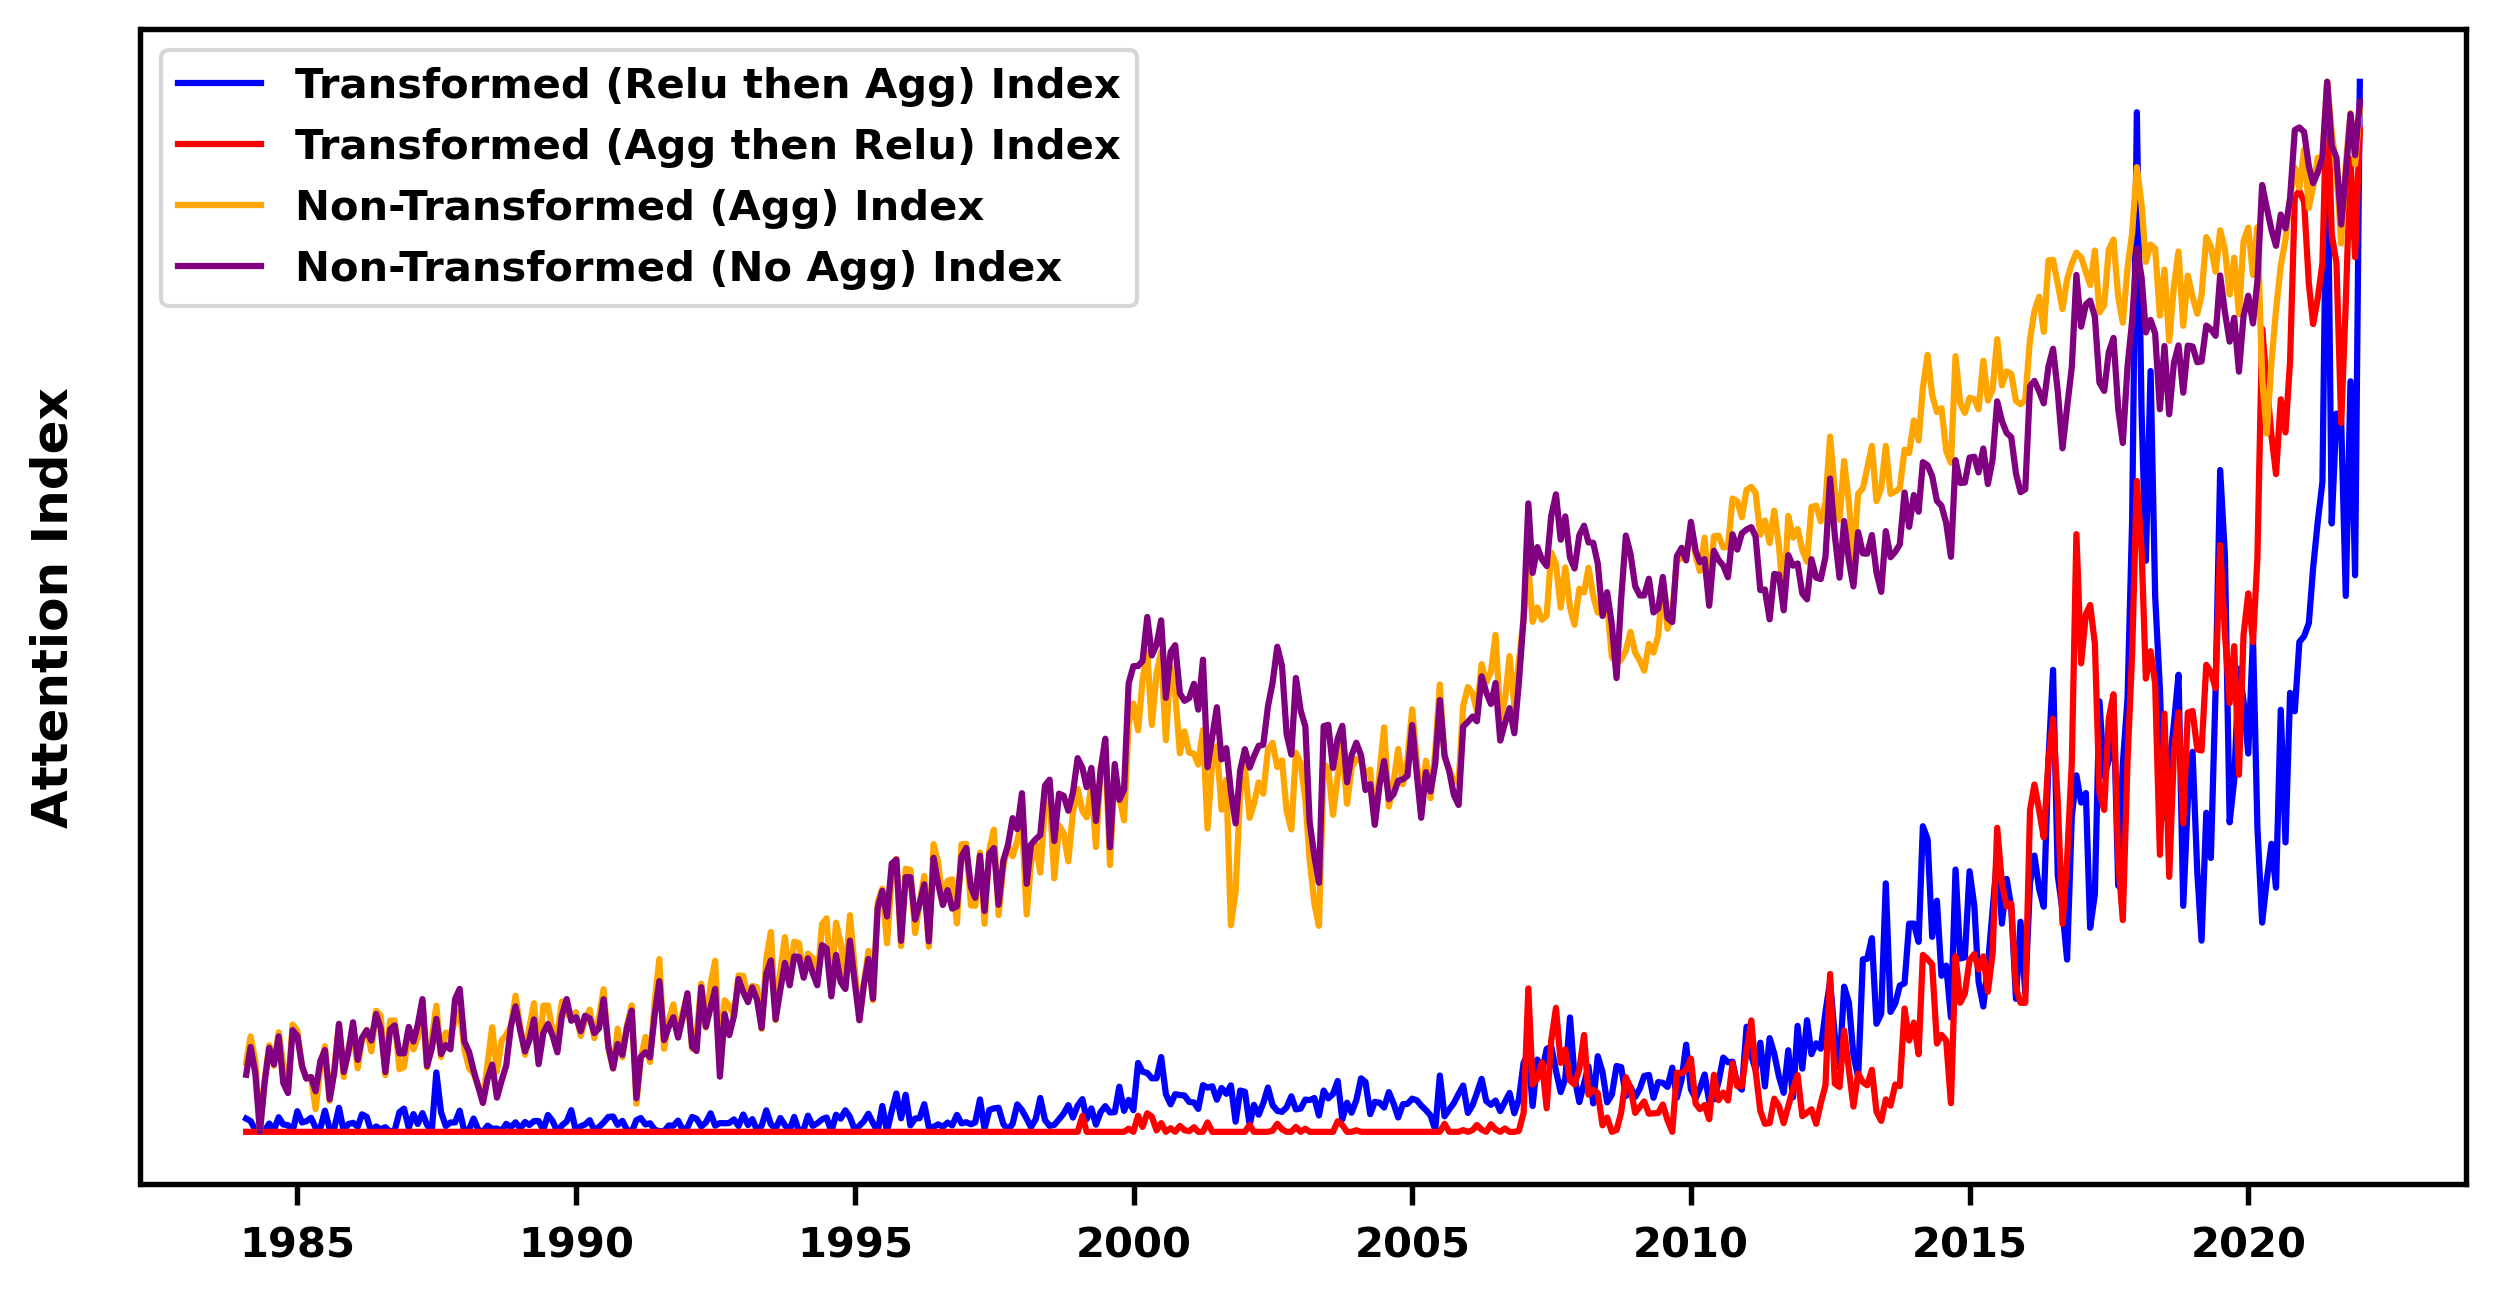 Transformed (Relu then Agg) Index
Transformed (Agg then Relu) Index
Non-Transformed (Agg) Index
Non-Transformed (No Agg) Index
Attention Index
1985 1990 1995 2000 2005 2010 2015 2020